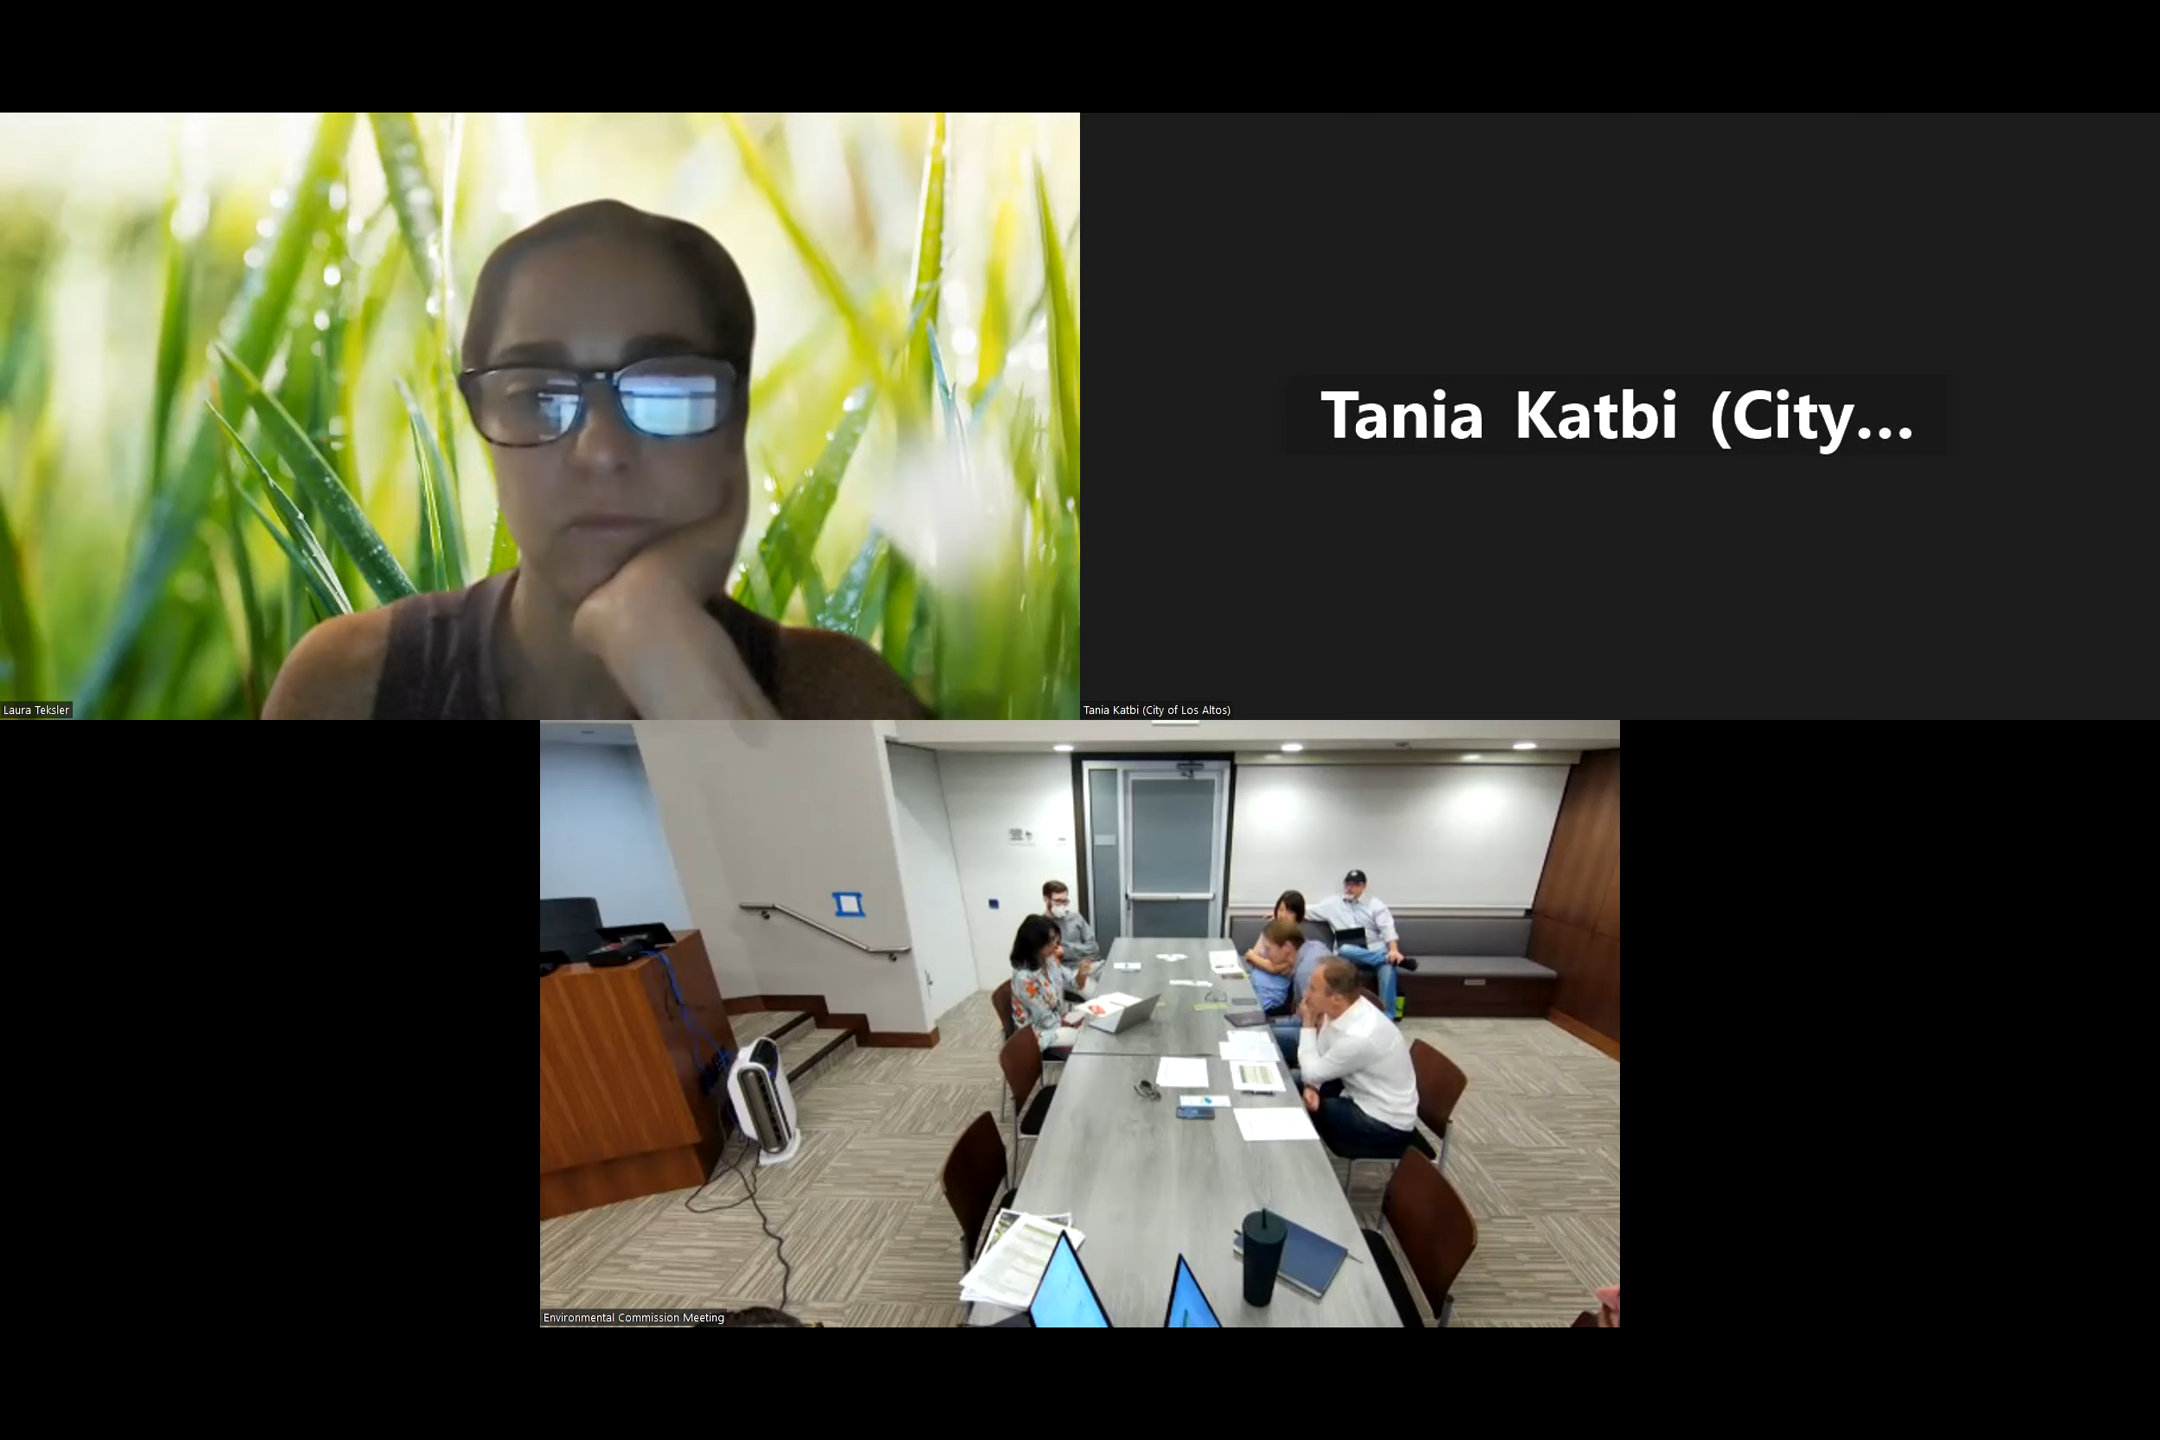 Tania Katbi (City...
Laura Teksler
Tania Katbi (City of Los Altos)
Environmental Commission Meeting